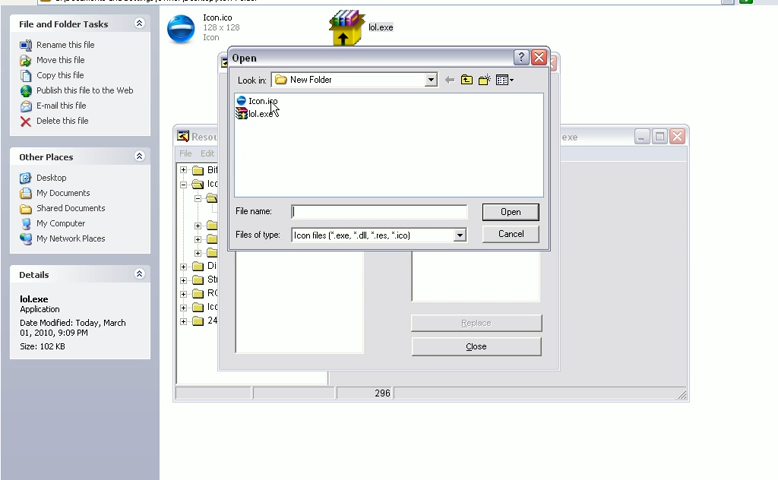 File and Folder Tasks
Rename this file
Move this file
Copy this file
Publish this file to the Web
E-mail this file
Delete this file
Other Places
Desktop
My Documents
Shared Documents
My Computer
My Network Places
Details
lol.exe
Application
Date Modified: Today, March
01, 2010, 9:09 PM
Size: 102 KB
Icon.ico
128 x 128
Icon
lol.exe
Open
Look in:
New Folder
Icon.ico
lol.exe
File name:
Open
Files of type:
Icon files (*.exe, *.dll, *.res, *.ico)
Cancel
exe
File Edit
Replace
Close
296